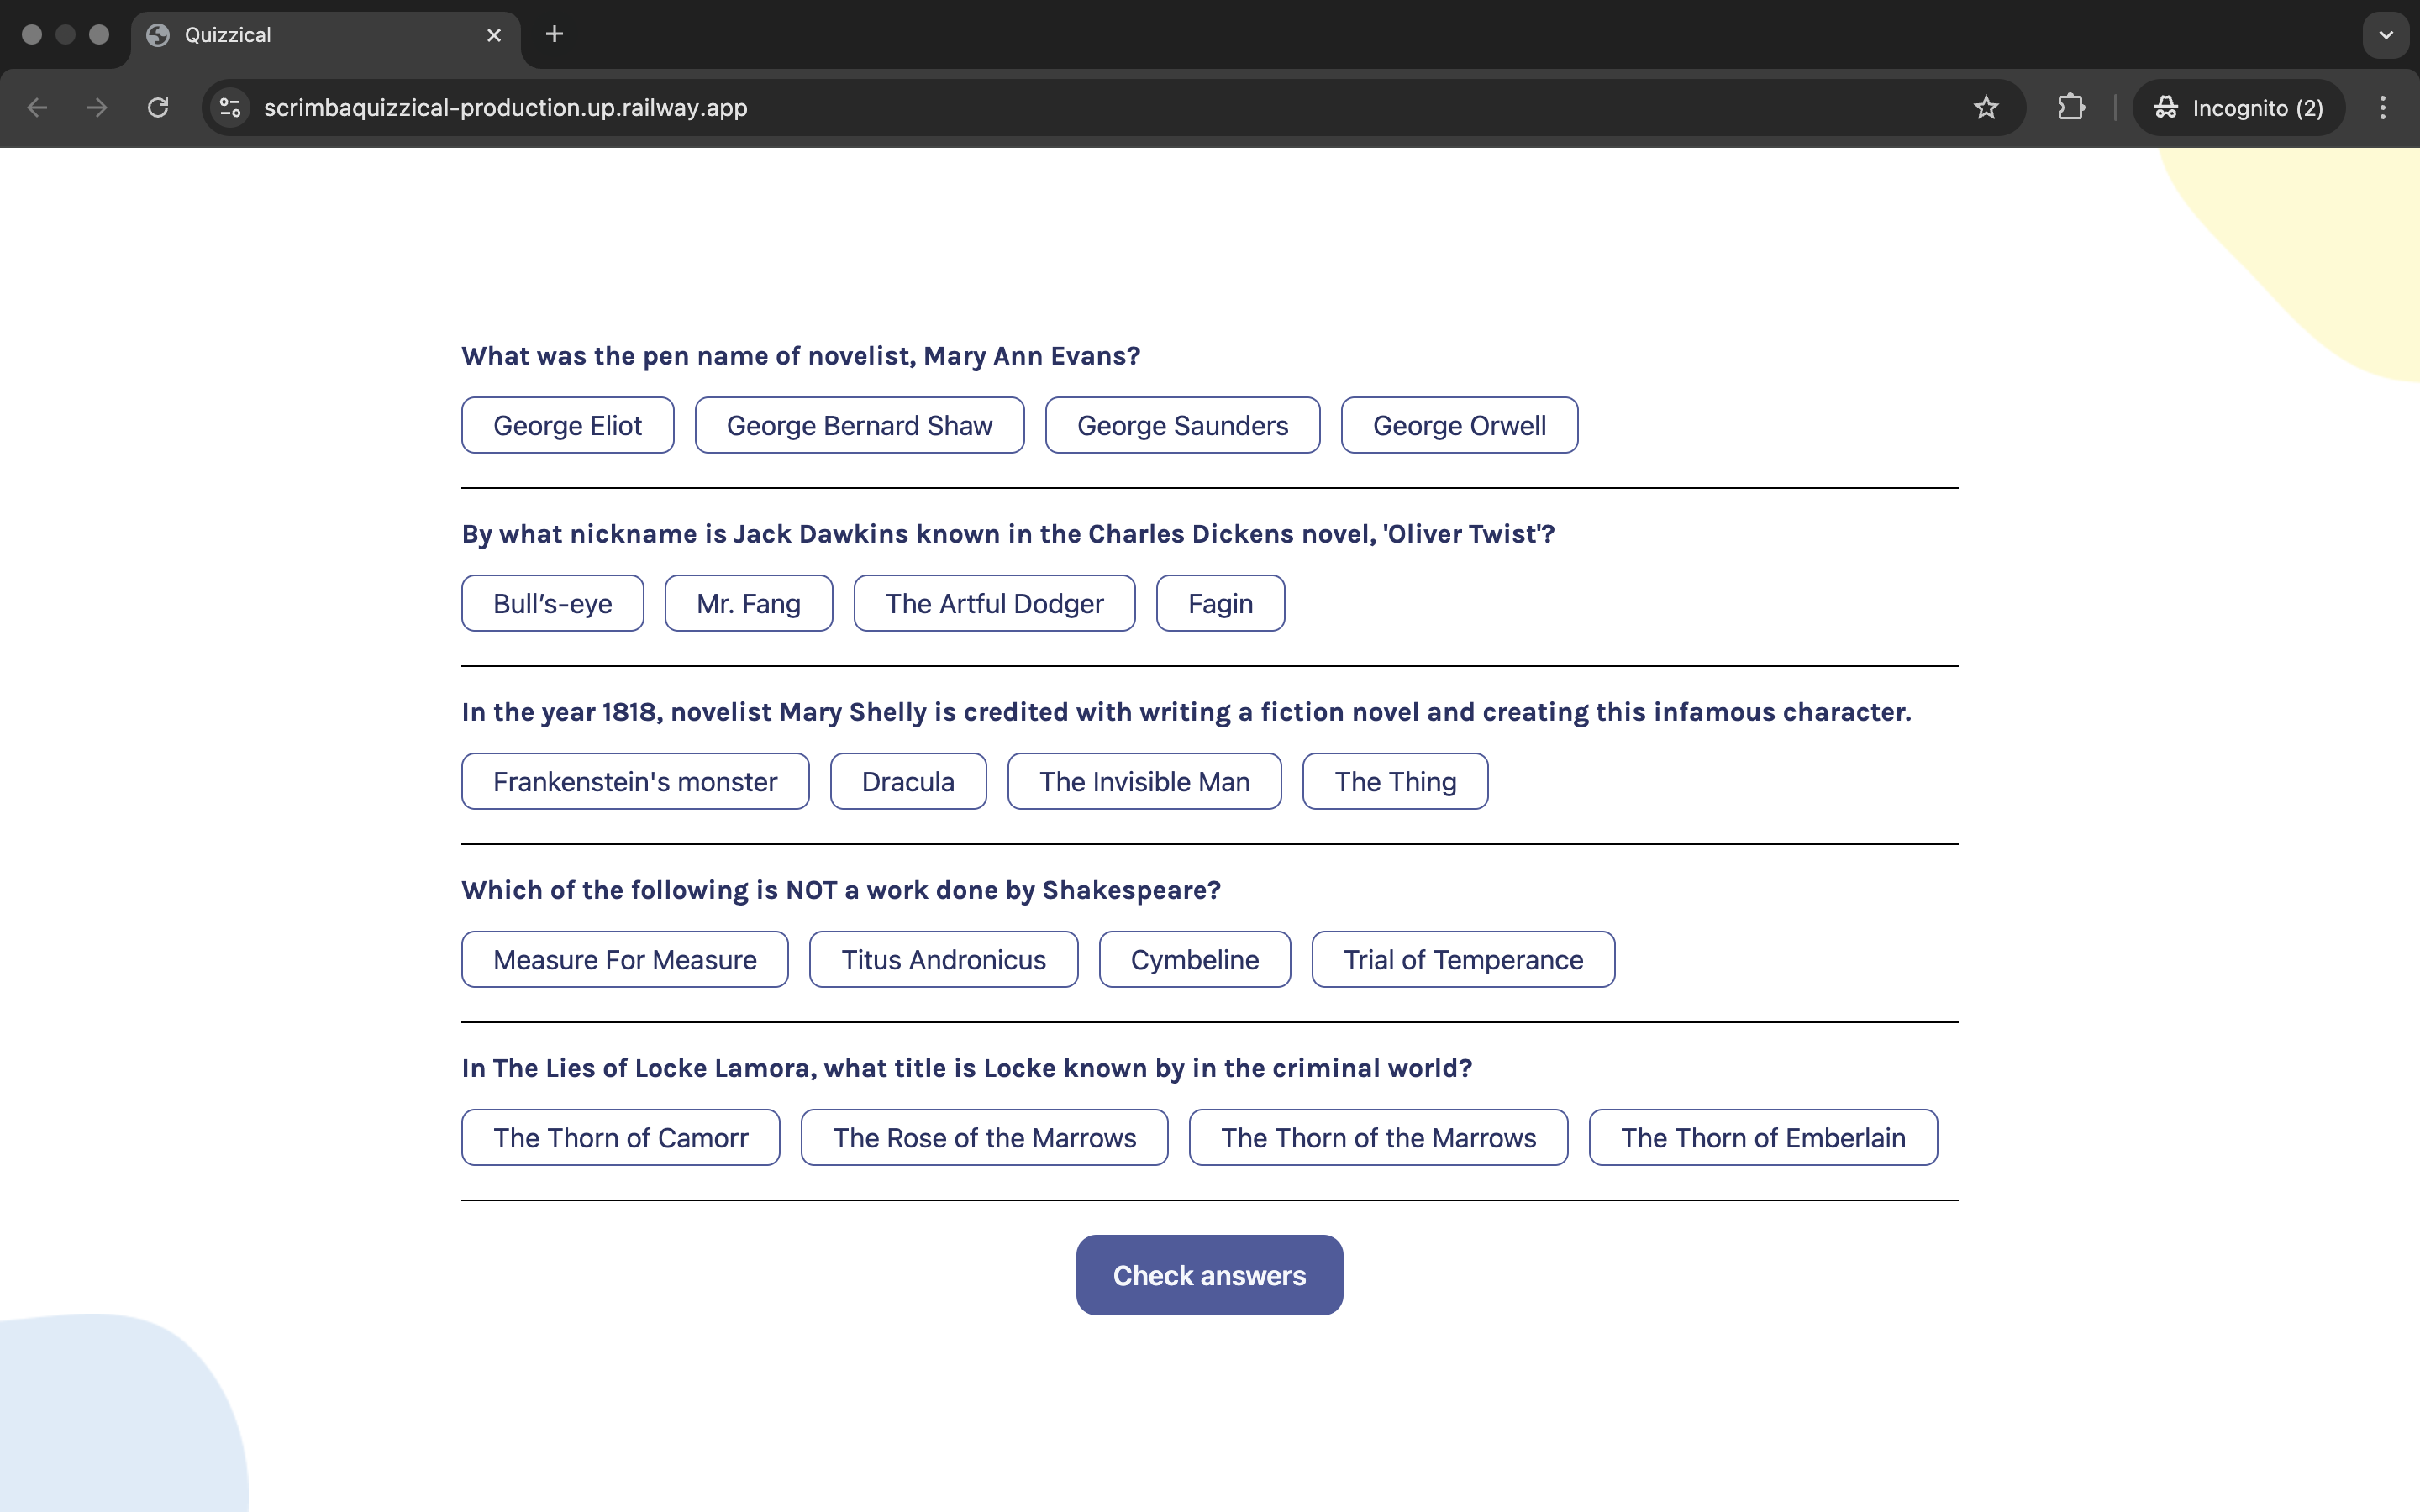 Quizzical
scrimbaquizzical-production.up.railway.app
Incognito (2)
What was the pen name of novelist, Mary Ann Evans?
George Eliot George Bernard Shaw George Saunders George Orwell
By what nickname is Jack Dawkins known in the Charles Dickens novel, 'Oliver Twist'?
Bull’s-eye Mr. Fang The Artful Dodger Fagin
In the year 1818, novelist Mary Shelly is credited with writing a fiction novel and creating this infamous character.
Frankenstein's monster Dracula The Invisible Man The Thing
Which of the following is NOT a work done by Shakespeare?
Measure For Measure Titus Andronicus Cymbeline Trial of Temperance
In The Lies of Locke Lamora, what title is Locke known by in the criminal world?
The Thorn of Camorr The Rose of the Marrows The Thorn of the Marrows The Thorn of Emberlain
Check answers